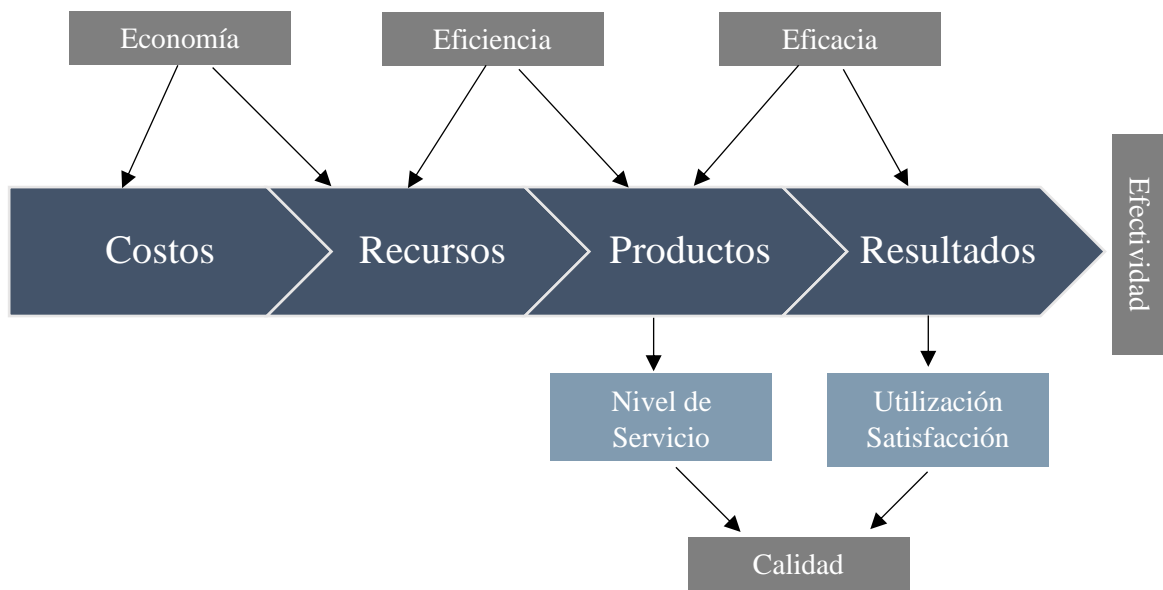 Economía
Eficiencia
Eficacia
Costos
Recursos
Productos
Resultados
Efectividad
Nivel de
Servicio
Utilización
Satisfacción
Calidad